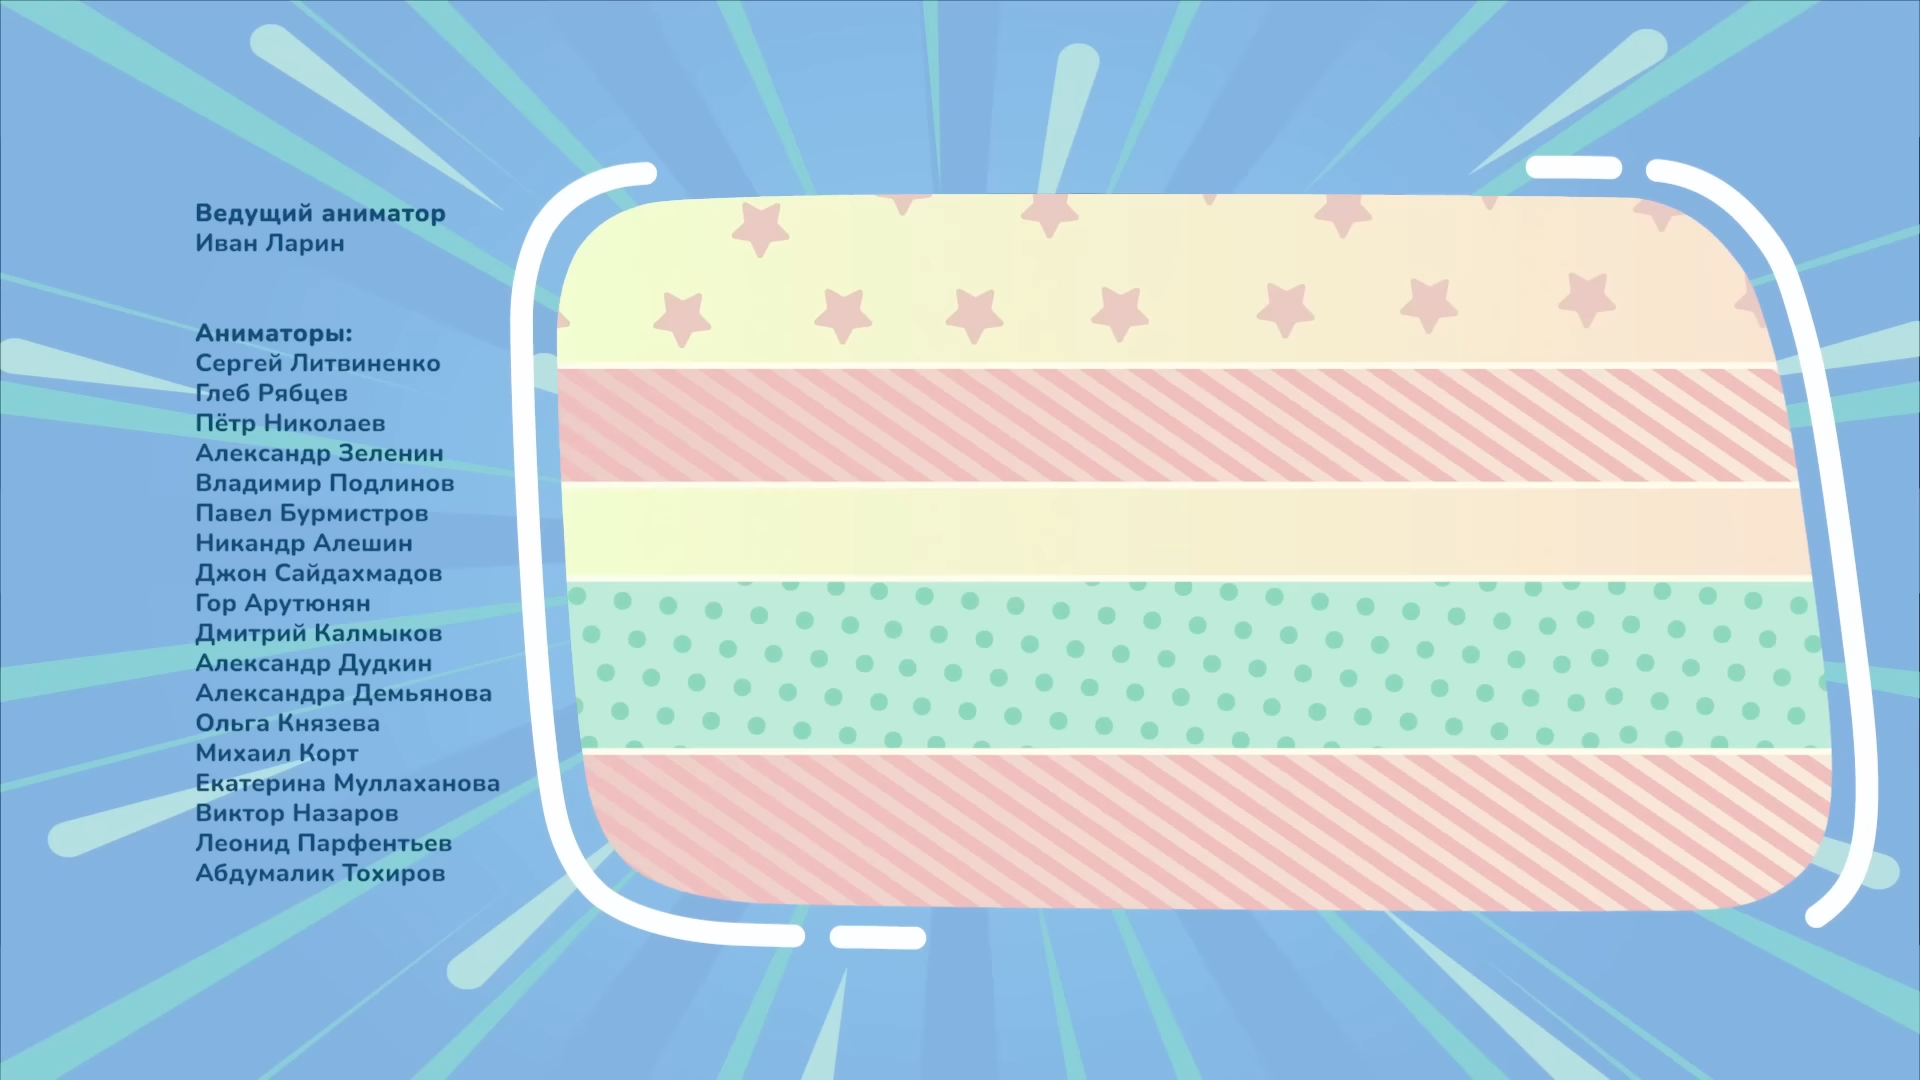 Ведущий аниматор
Иван Ларин
Аниматоры:
Сергей Литвиненко
Глеб Рябцев
Пётр Николаев
Александр Зеленин
Владимир Подлинов
Павел Бурмистров
Никандр Алешин
Джон Сайдахмадов
Гор Арутюнян
Дмитрий Калмыков
Александр Дудкин
Александра Демьянова
Ольга Князева
Михаил Корт
Екатерина Муллаханова
Виктор Назаров
Леонид Парфентьев
Абдумалик Тохиров